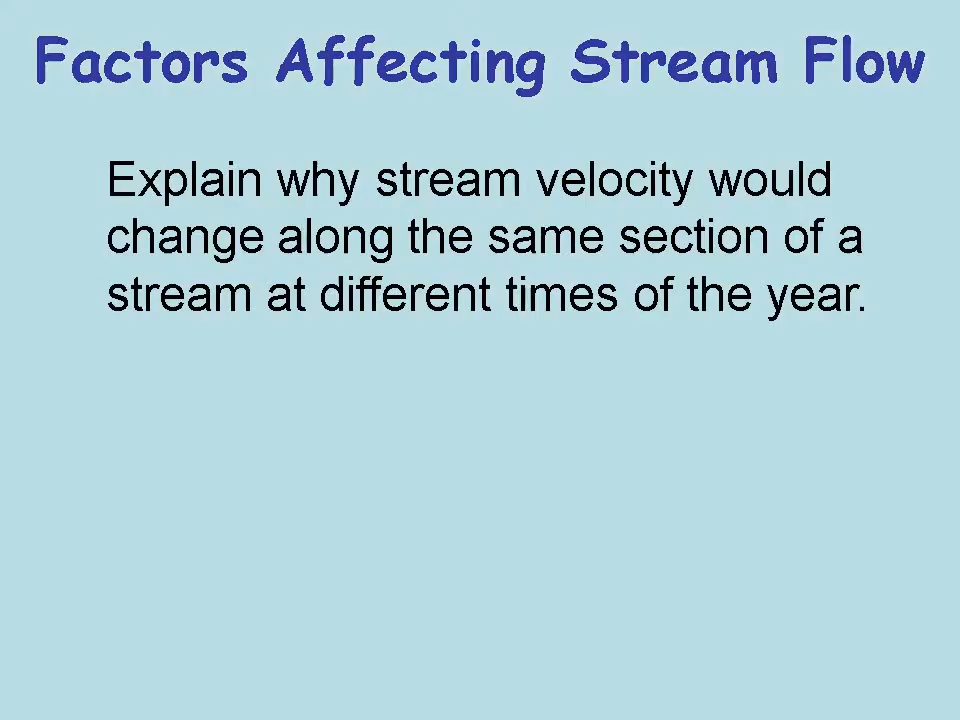 Factors Affecting Stream Flow
Explain why stream velocity would
change along the same section of a
stream at different times of the year.